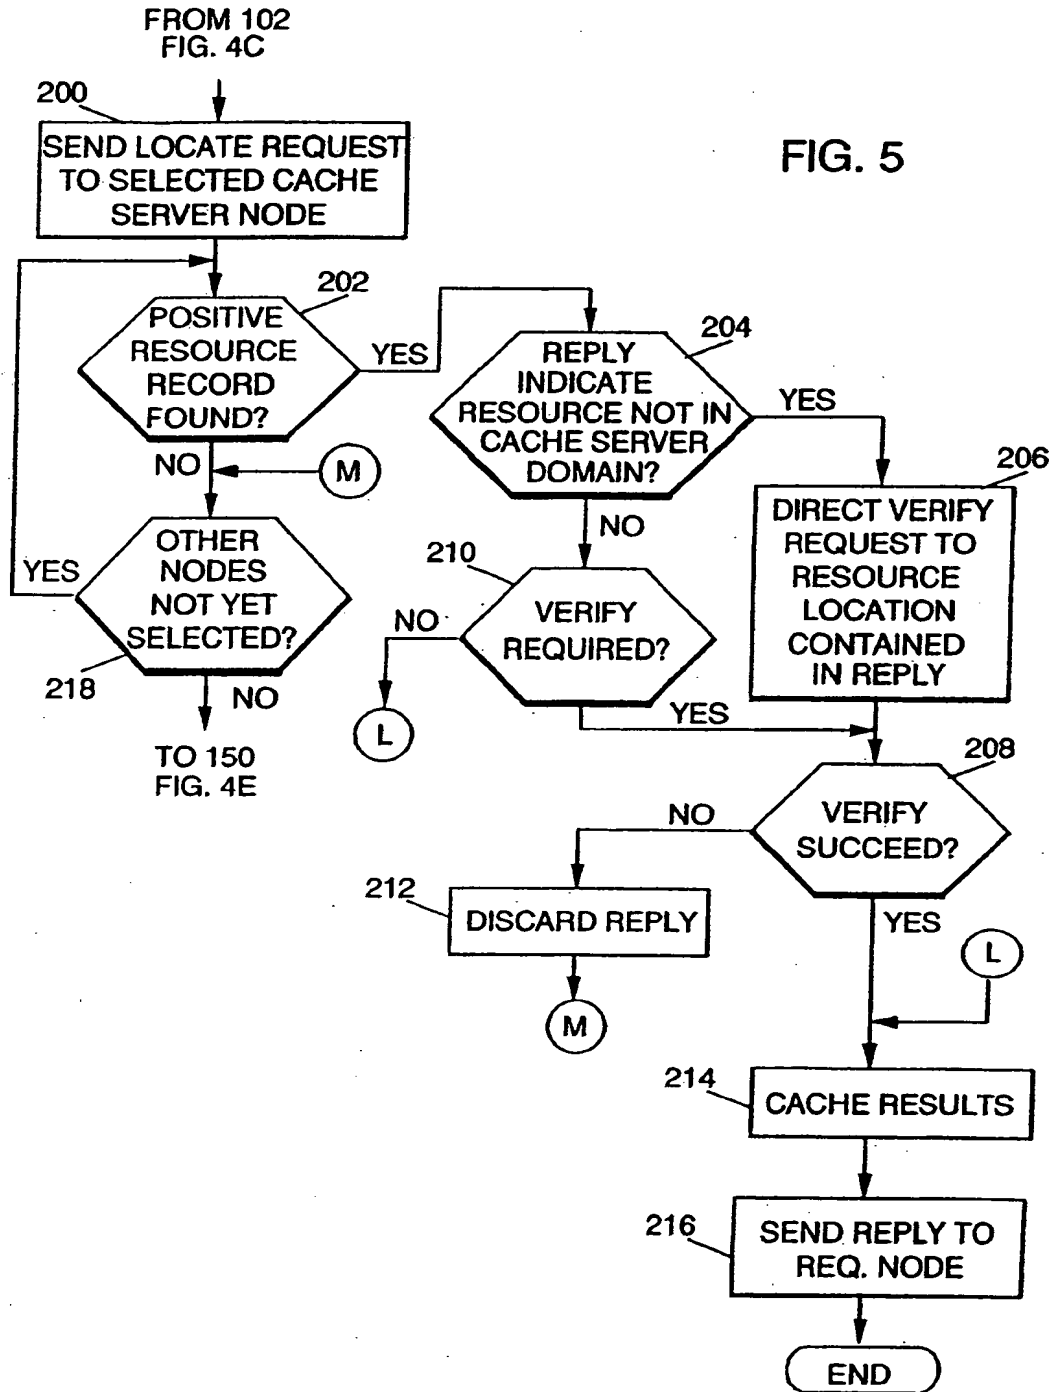 FROM 102
FIG. 4C
200
SEND LOCATE REQUEST
TO SELECTED CACHE
SERVER NODE
FIG. 5
202
POSITIVE
RESOURCE
RECORD
FOUND?
YES
204
REPLY
INDICATE
RESOURCE NOT IN
CACHE SERVER
DOMAIN?
YES
NO
M
NO
206
DIRECT VERIFY
REQUEST TO
RESOURCE
LOCATION
CONTAINED
IN REPLY
OTHER
NODES
NOT YET
SELECTED?
YES
218
NO
TO 150
FIG. 4E
210
VERIFY
REQUIRED?
NO
L
YES
208
VERIFY
SUCCEED?
NO
212
DISCARD REPLY
M
YES
L
214
CACHE RESULTS
216
SEND REPLY TO
REQ. NODE
END